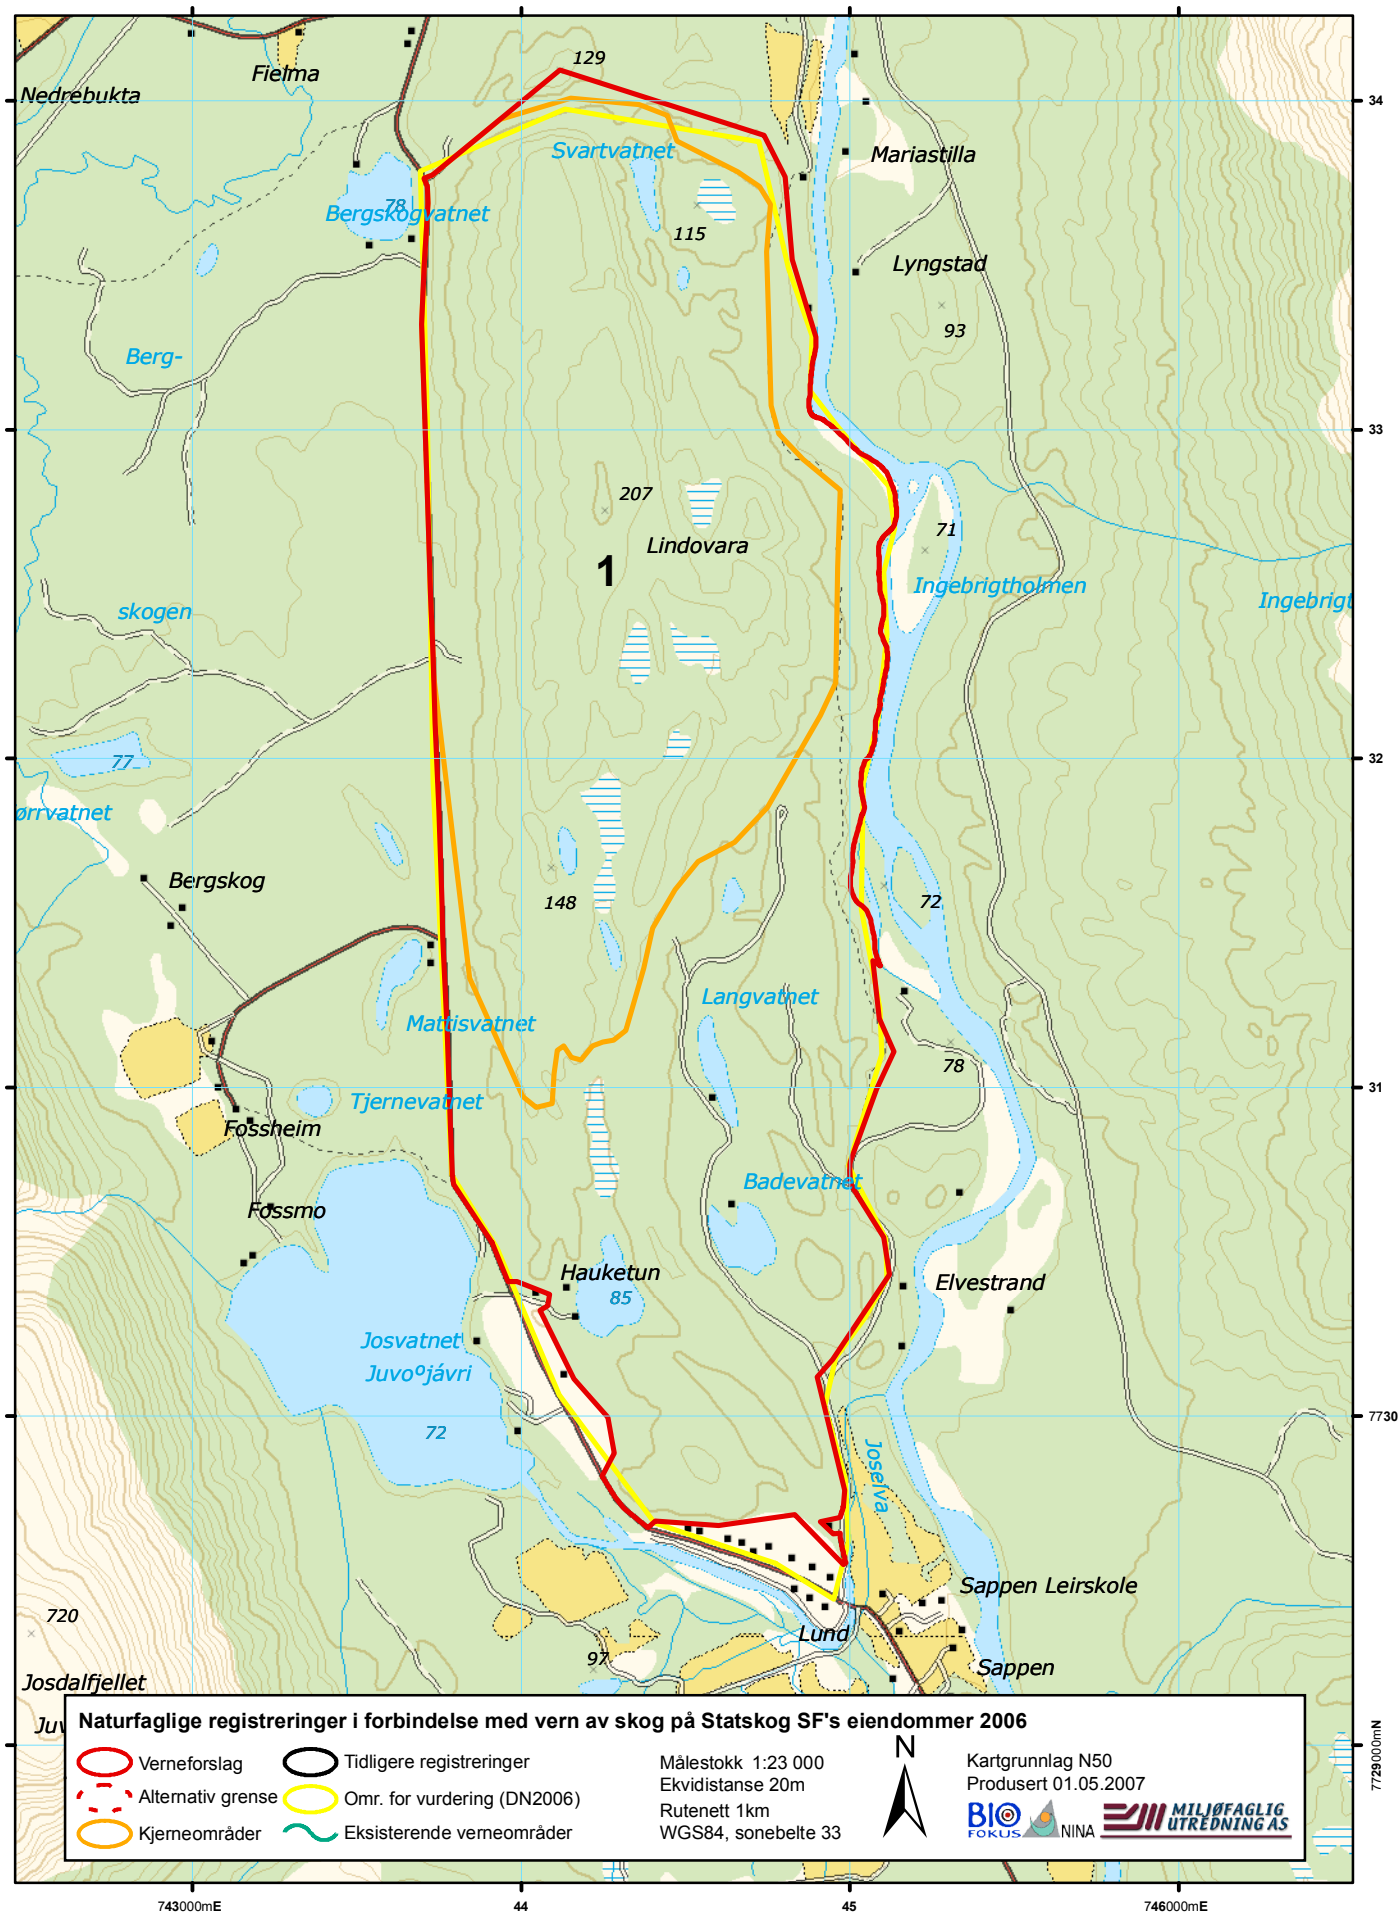 129
Fielma
Nedrebukta
34
Svartvatnet
Mariastilla
78
Bergskogvatnet
115
Lyngstad
93
Berg-
33
207
71
Lindovara
1
Ingebrigtholmen
Ingebrigt
skogen
32
77
ørrvatnet
Bergskog
148
72
Langvatnet
Mattisvatnet
78
31
Tjernevatnet
Fossheim
Badevatnet
Fossmo
Hauketun
85
Elvestrand
Josvatnet
Juvoºjávri
7730
72
Joselva
Sappen Leirskole
720
Lund
97
Sappen
Josdalfjellet
Juv
Naturfaglige registreringer i forbindelse med vern av skog på Statskog SF's eiendommer 2006
Verneforslag
Alternativ grense
Kjerneområder
Tidligere registreringer
Omr. for vurdering (DN2006)
Eksisterende verneområder
Målestokk 1:23 000
Ekvidistanse 20m
Rutenett 1km
WGS84, sonebelte 33
N
Kartgrunnlag N50
Produsert 01.05.2007
BIO
FOKUS
NINA
MILJØFAGLIG
UTREDNING AS
7729000mN
743000mE
44
45
746000mE